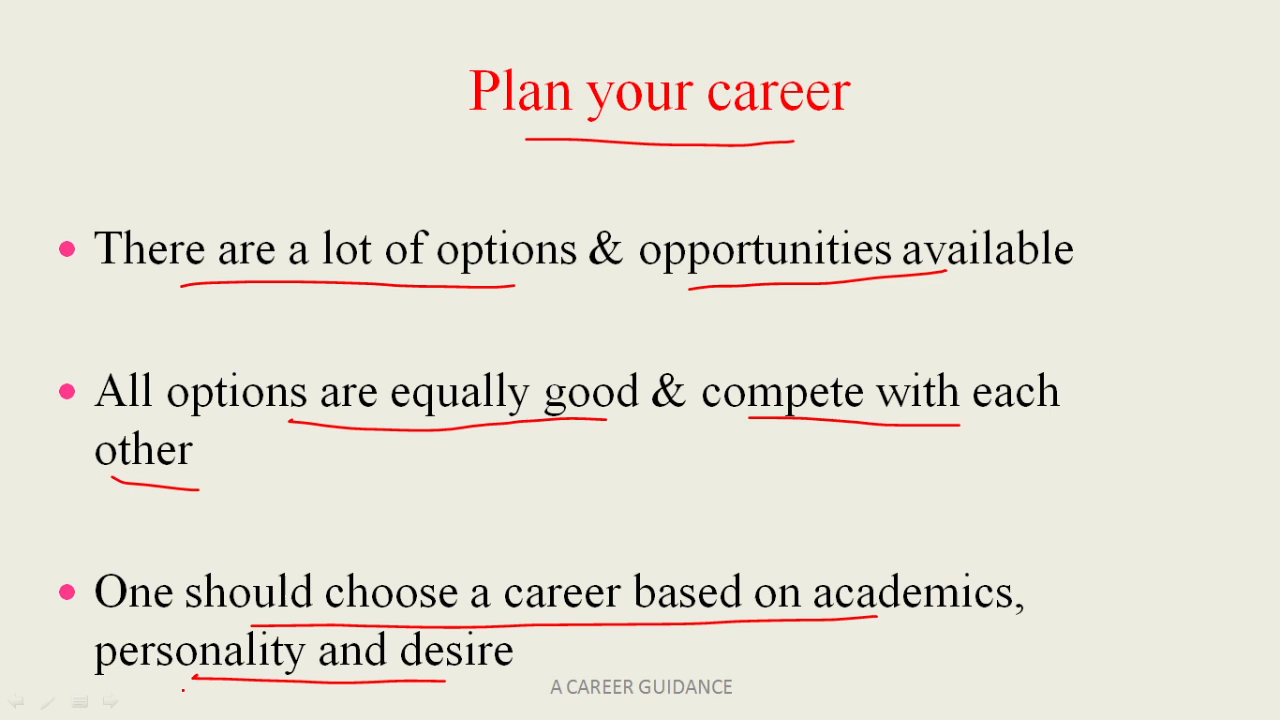 Plan your career
• There are a lot of options & opportunities available
• All options are equally good & compete with each
other
• One should choose a career based on academics,
personality and desire
A CAREER GUIDANCE